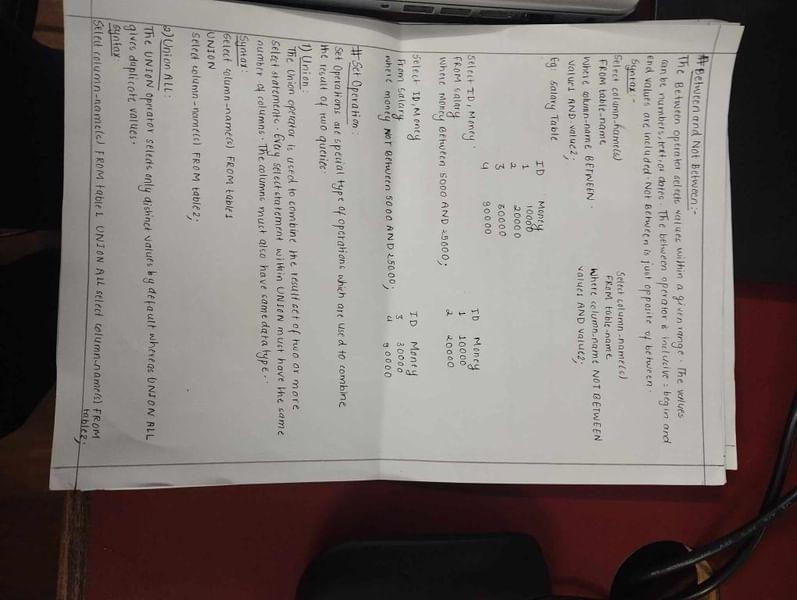 # Between and Not Between:-
The Between operator selects values within a given range. The values
can be numbers, text, or dates. The between operator is inclusive : begin and
end values are included. Not Between is just opposite of between.
Syntax :-
Select column-name(s)
FROM table-name
Where column-name BETWEEN
value1 AND value2;
Select column-name(s)
FROM table-name
Where column-name NOT BETWEEN
value1 AND value2;
Eg: Salary Table
ID Money
1 10000
2 20000
3 30000
4 90000
Select ID, Money
FROM Salary
Where Money Between 5000 AND 25000;
ID Money
1 10000
2 20000
Select ID, Money
From Salary
where money NOT Between 5000 AND 25000;
ID Money
3 30000
4 90000
# Set Operation :
Set Operations are special type of operations which are used to combine
the result of two queries.
1) Union :
The Union operator is used to combine the result set of two or more
Select statements. Every select statement within UNION must have the same
number of columns. The columns must also have same data type.
Syntax :
Select column-name(s) FROM table1
UNION
Select column-name(s) FROM table2;
2) Union ALL :
The UNION operator selects only distinct values by default whereas UNION ALL
gives duplicate values.
Syntax
Select column-name(s) FROM table1 UNION ALL select column-name(s) FROM
table2;